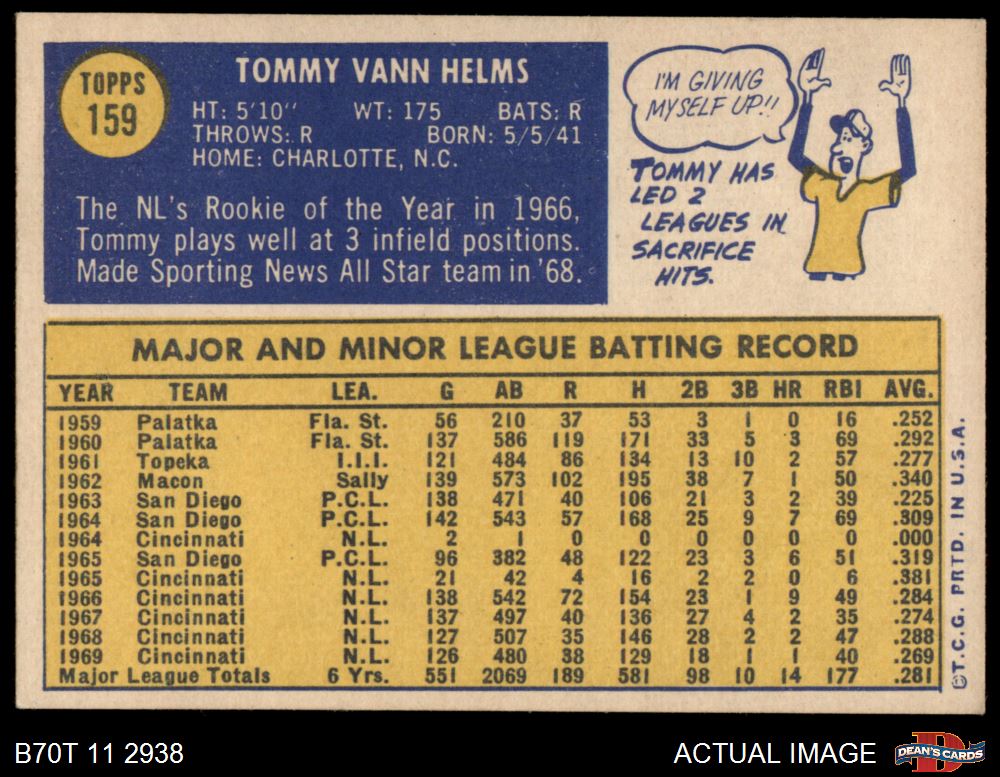 TOPPS
159
TOMMY VANN HELMS
HT: 5'10" WT: 175 BATS: R
THROWS: R BORN: 5/5/41
HOME: CHARLOTTE, N.C.
The NL's Rookie of the Year in 1966,
Tommy plays well at 3 infield positions.
Made Sporting News All Star team in '68.
I'M GIVING
MYSELF UP!!
TOMMY HAS
LED 2
LEAGUES IN
SACRIFICE
HITS.
MAJOR AND MINOR LEAGUE BATTING RECORD
YEAR TEAM LEA. G AB R H 2B 3B HR RBI AVG.
1959 Palatka Fla. St. 56 210 37 53 3 1 0 16 .252
1960 Palatka Fla. St. 137 586 119 171 33 5 3 69 .292
1961 Topeka I.I.I. 121 484 86 134 13 10 2 57 .277
1962 Macon Sally 139 573 102 195 38 7 1 50 .340
1963 San Diego P.C.L. 138 471 40 106 21 3 2 39 .225
1964 San Diego P.C.L. 142 543 57 168 25 9 7 69 .309
1964 Cincinnati N.L. 2 1 0 0 0 0 0 0 .000
1965 San Diego P.C.L. 96 382 48 122 23 3 6 51 .319
1965 Cincinnati N.L. 21 42 4 16 2 2 0 6 .381
1966 Cincinnati N.L. 138 542 72 154 23 1 9 49 .284
1967 Cincinnati N.L. 137 497 40 136 27 4 2 35 .274
1968 Cincinnati N.L. 127 507 35 146 28 2 2 47 .288
1969 Cincinnati N.L. 126 480 38 129 18 1 1 40 .269
Major League Totals 6 Yrs. 551 2069 189 581 98 10 14 177 .281
©T.C.G. PRTD. IN U.S.A.
B70T 11 2938
ACTUAL IMAGE
D
DEAN'S CARDS